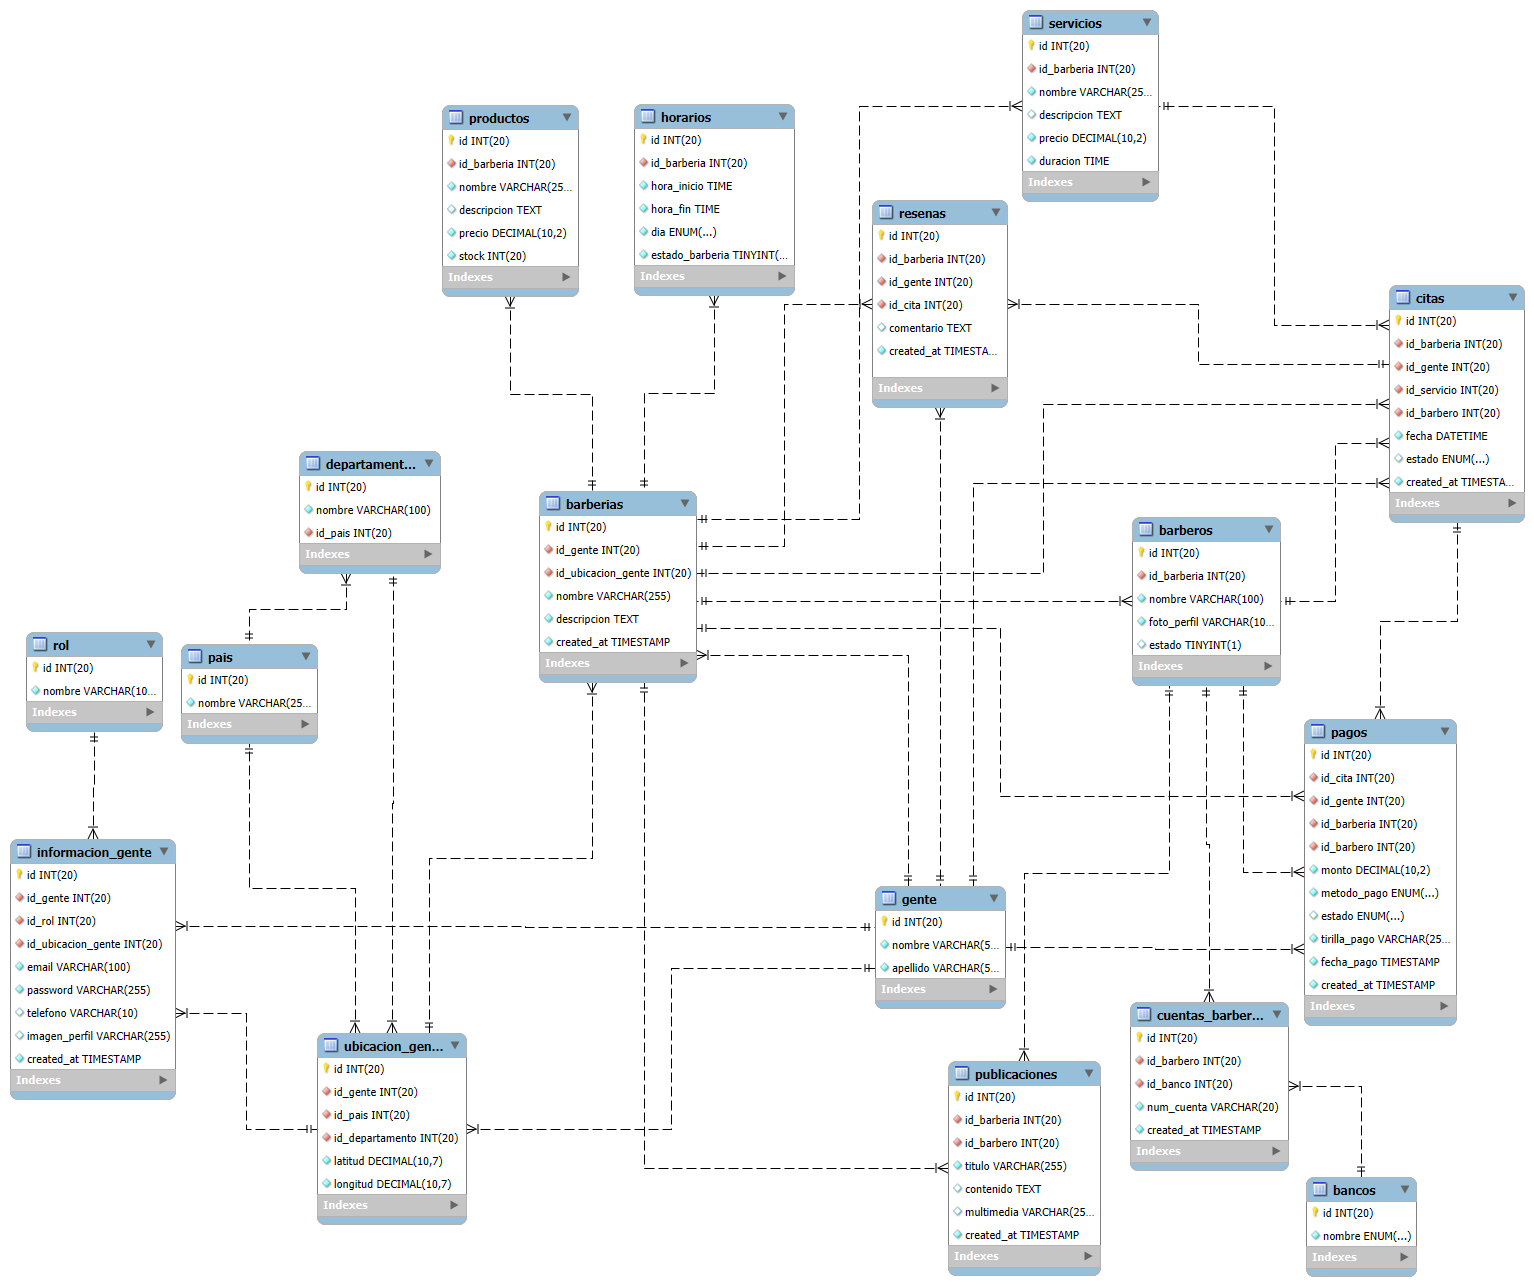 servicios
id INT(20)
id_barberia INT(20)
nombre VARCHAR(25...
descripcion TEXT
precio DECIMAL(10,2)
duracion TIME
Indexes
productos
id INT(20)
id_barberia INT(20)
nombre VARCHAR(25...
descripcion TEXT
precio DECIMAL(10,2)
stock INT(20)
Indexes
horarios
id INT(20)
id_barberia INT(20)
hora_inicio TIME
hora_fin TIME
dia ENUM(...)
estado_barberia TINYINT(...
Indexes
resenas
id INT(20)
id_barberia INT(20)
id_gente INT(20)
id_cita INT(20)
comentario TEXT
created_at TIMESTA...
Indexes
citas
id INT(20)
id_barberia INT(20)
id_gente INT(20)
id_servicio INT(20)
id_barbero INT(20)
fecha DATETIME
estado ENUM(...)
created_at TIMESTA...
Indexes
departament...
id INT(20)
nombre VARCHAR(100)
id_pais INT(20)
Indexes
barberias
id INT(20)
id_gente INT(20)
id_ubicacion_gente INT(20)
nombre VARCHAR(255)
descripcion TEXT
created_at TIMESTAMP
Indexes
barberos
id INT(20)
id_barberia INT(20)
nombre VARCHAR(100)
foto_perfil VARCHAR(10...
estado TINYINT(1)
Indexes
rol
id INT(20)
nombre VARCHAR(10...
Indexes
pais
id INT(20)
nombre VARCHAR(25...
Indexes
pagos
id INT(20)
id_cita INT(20)
id_gente INT(20)
id_barberia INT(20)
id_barbero INT(20)
monto DECIMAL(10,2)
metodo_pago ENUM(...)
estado ENUM(...)
tirilla_pago VARCHAR(25...
fecha_pago TIMESTAMP
created_at TIMESTAMP
Indexes
informacion_gente
id INT(20)
id_gente INT(20)
id_rol INT(20)
id_ubicacion_gente INT(20)
email VARCHAR(100)
password VARCHAR(255)
telefono VARCHAR(10)
imagen_perfil VARCHAR(255)
created_at TIMESTAMP
Indexes
gente
id INT(20)
nombre VARCHAR(5...
apellido VARCHAR(5...
Indexes
ubicacion_gen...
id INT(20)
id_gente INT(20)
id_pais INT(20)
id_departamento INT(20)
latitud DECIMAL(10,7)
longitud DECIMAL(10,7)
Indexes
publicaciones
id INT(20)
id_barberia INT(20)
id_barbero INT(20)
titulo VARCHAR(255)
contenido TEXT
multimedia VARCHAR(25...
created_at TIMESTAMP
Indexes
cuentas_barber...
id INT(20)
id_barbero INT(20)
id_banco INT(20)
num_cuenta VARCHAR(20)
created_at TIMESTAMP
Indexes
bancos
id INT(20)
nombre ENUM(...)
Indexes